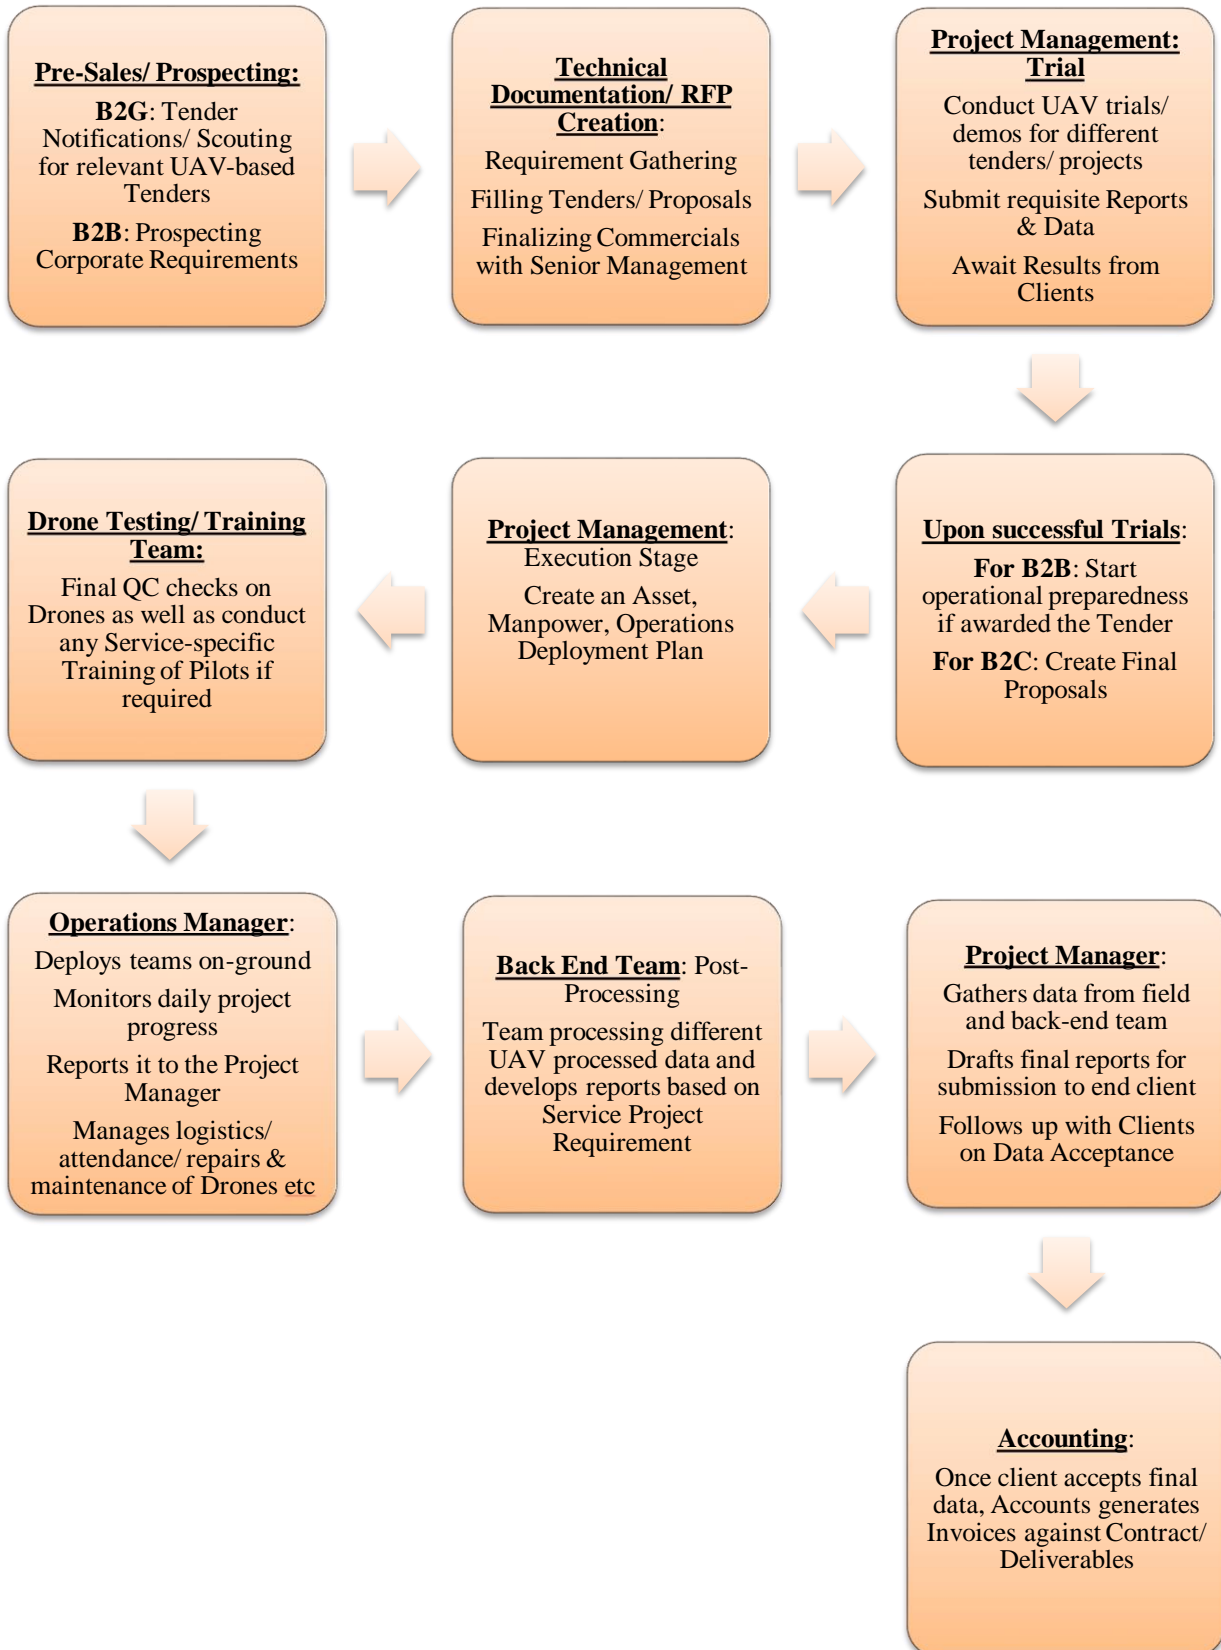 Pre-Sales/ Prospecting:
B2G: Tender
Notifications/ Scouting
for relevant UAV-based
Tenders
B2B: Prospecting
Corporate Requirements
Technical
Documentation/ RFP
Creation:
Requirement Gathering
Filling Tenders/ Proposals
Finalizing Commercials
with Senior Management
Project Management:
Trial
Conduct UAV trials/
demos for different
tenders/ projects
Submit requisite Reports
& Data
Await Results from
Clients
Upon successful Trials:
For B2B: Start
operational preparedness
if awarded the Tender
For B2C: Create Final
Proposals
Project Management:
Execution Stage
Create an Asset,
Manpower, Operations
Deployment Plan
Drone Testing/ Training
Team:
Final QC checks on
Drones as well as conduct
any Service-specific
Training of Pilots if
required
Operations Manager:
Deploys teams on-ground
Monitors daily project
progress
Reports it to the Project
Manager
Manages logistics/
attendance/ repairs &
maintenance of Drones etc
Back End Team: Post-
Processing
Team processing different
UAV processed data and
develops reports based on
Service Project
Requirement
Project Manager:
Gathers data from field
and back-end team
Drafts final reports for
submission to end client
Follows up with Clients
on Data Acceptance
Accounting:
Once client accepts final
data, Accounts generates
Invoices against Contract/
Deliverables